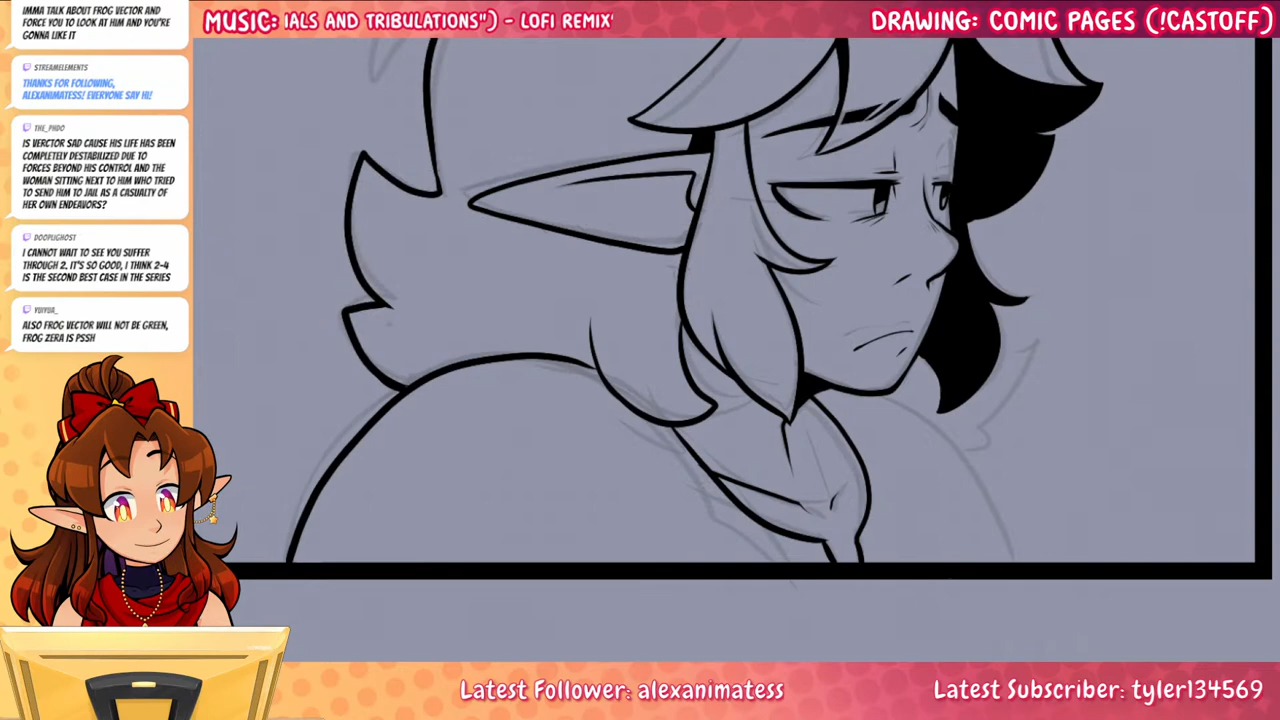 MUSIC: IALS AND TRIBULATIONS") - LOFI REMIX'
DRAWING: COMIC PAGES (!CASTOFF)
IMMA TALK ABOUT FROG VECTOR AND
FORCE YOU TO LOOK AT HIM AND YOU'RE
GONNA LIKE IT
STREAMELEMENTS
THANKS FOR FOLLOWING,
ALEXANIMATESS! EVERYONE SAY HI!
THE_PHDO
IS VERCTOR SAD CAUSE HIS LIFE HAS BEEN
COMPLETELY DESTABILIZED DUE TO
FORCES BEYOND HIS CONTROL AND THE
WOMAN SITTING NEXT TO HIM WHO TRIED
TO SEND HIM TO JAIL AS A CASUALTY OF
HER OWN ENDEAVORS?
DOOPLIGHOST
I CANNOT WAIT TO SEE YOU SUFFER
THROUGH 2. IT'S SO GOOD, I THINK 2-4
IS THE SECOND BEST CASE IN THE SERIES
YUIYUA_
ALSO FROG VECTOR WILL NOT BE GREEN,
FROG ZERA IS PSSH
Latest Follower: alexanimatess
Latest Subscriber: tyler134569